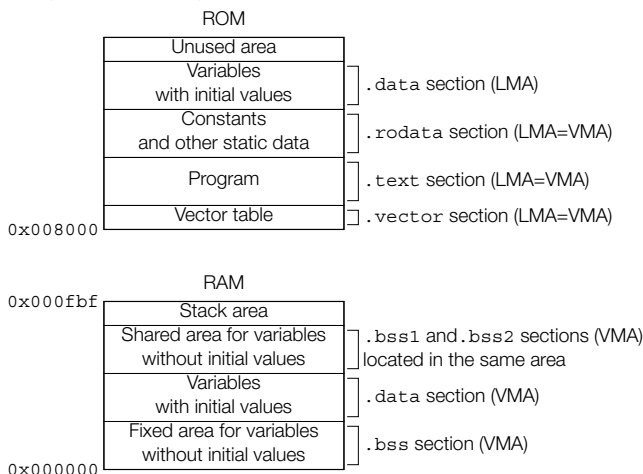 ROM
Unused area
Variables
with initial values
.data section (LMA)
Constants
and other static data
.rodata section (LMA=VMA)
Program
.text section (LMA=VMA)
Vector table
.vector section (LMA=VMA)
0x008000
RAM
0x000fbf
Stack area
Shared area for variables
without initial values
.bss1 and.bss2 sections (VMA)
located in the same area
Variables
with initial values
.data section (VMA)
Fixed area for variables
without initial values
.bss section (VMA)
0x000000